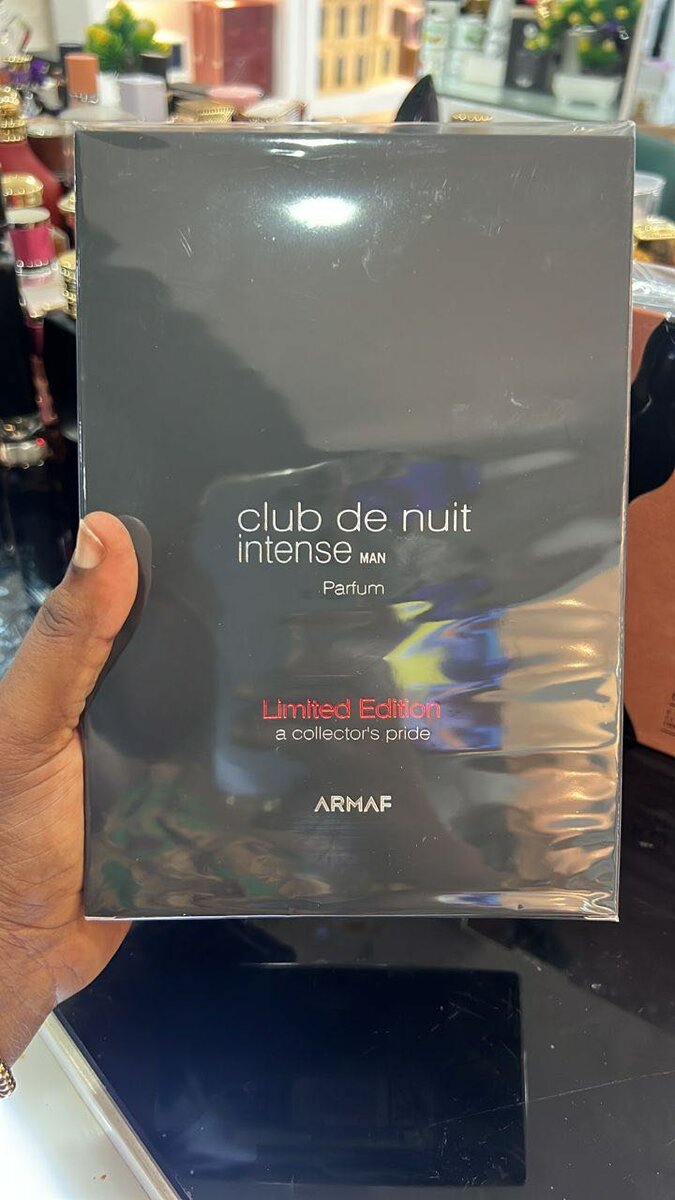 club de nuit
intense MAN
Parfum
Limited Edition
a collector's pride
ARMAF